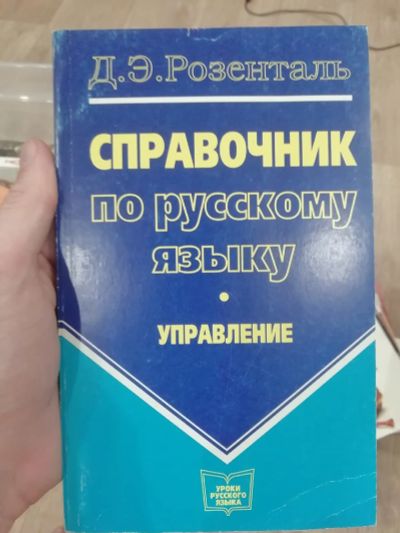 Д.Э.Розенталь
СПРАВОЧНИК
по русскому
языку
УПРАВЛЕНИЕ
УРОКИ
РУССКОГО
ЯЗЫКА